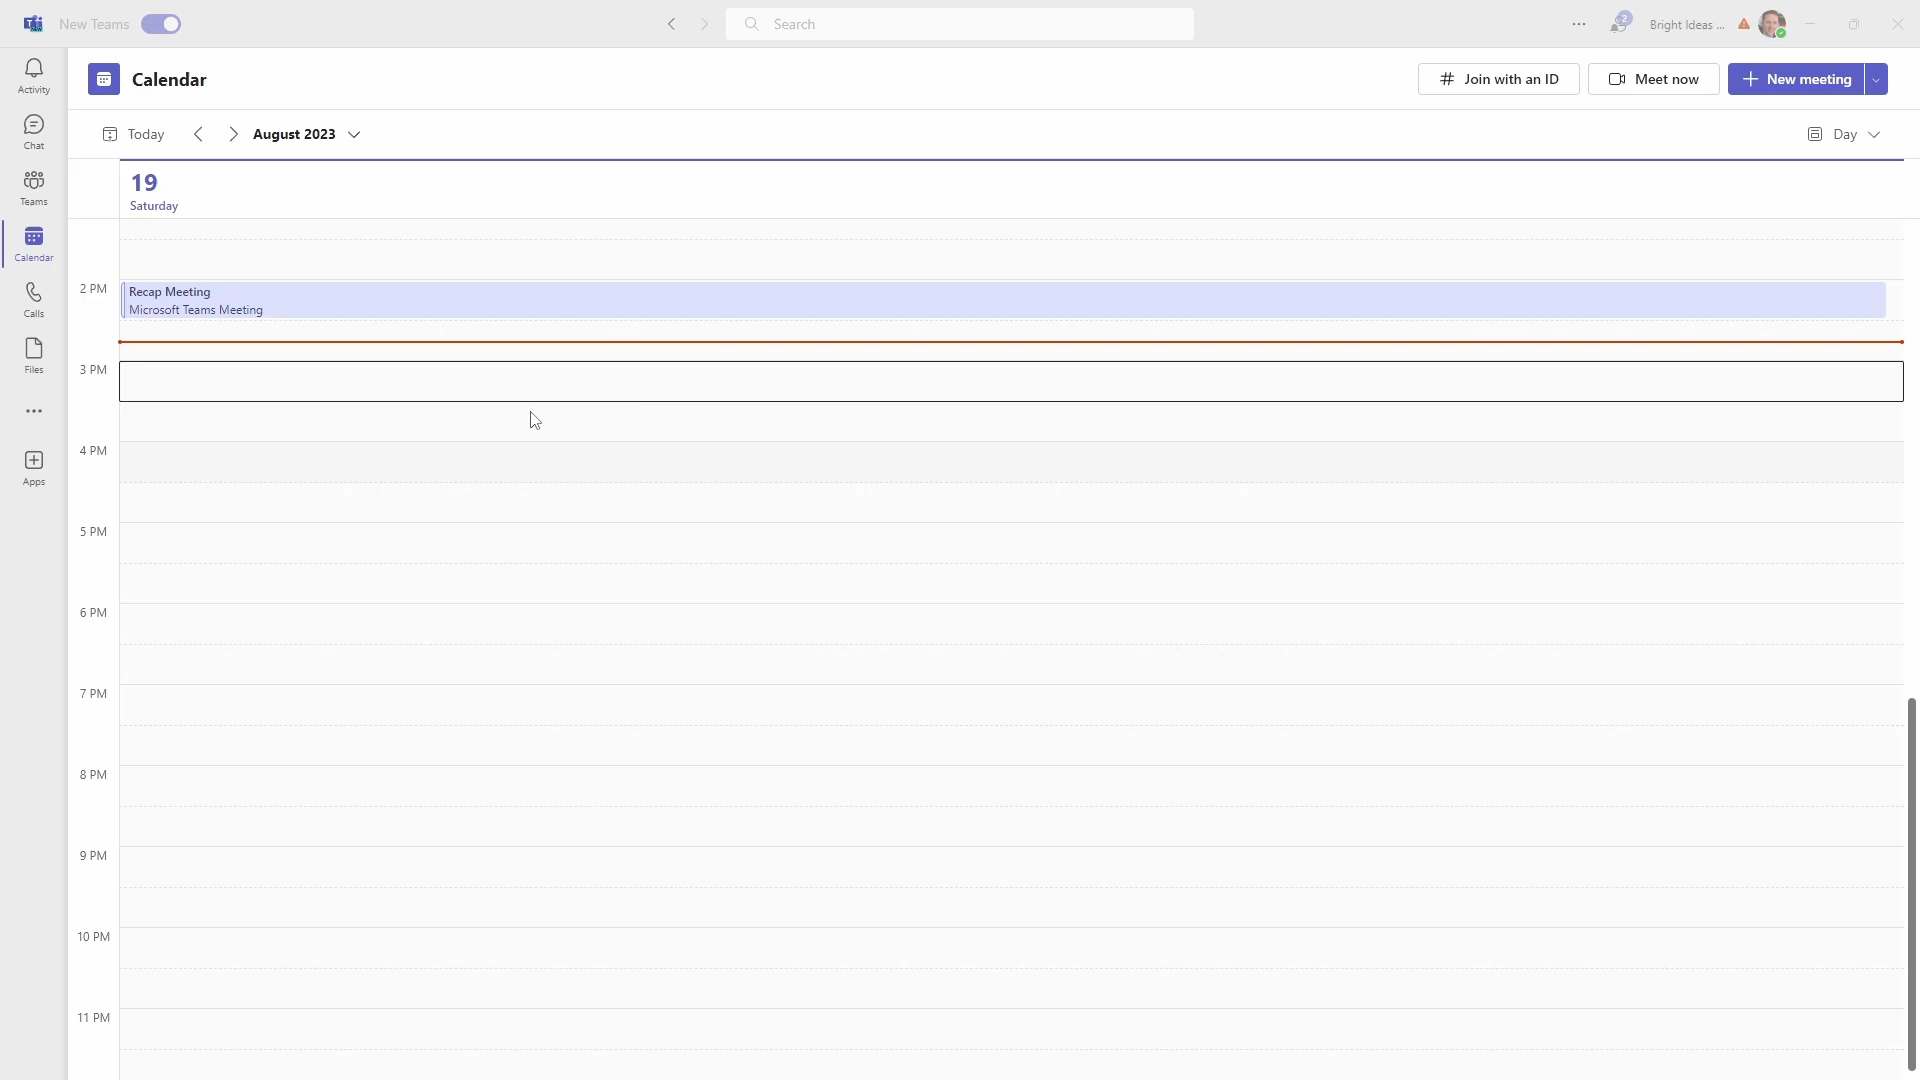 New Teams
Search
2
Bright Ideas ...
Activity
Chat
Teams
Calendar
Calls
Files
Apps
Calendar
Join with an ID
Meet now
New meeting
Today
August 2023
Day
19
Saturday
2 PM
Recap Meeting
Microsoft Teams Meeting
3 PM
4 PM
5 PM
6 PM
7 PM
8 PM
9 PM
10 PM
11 PM